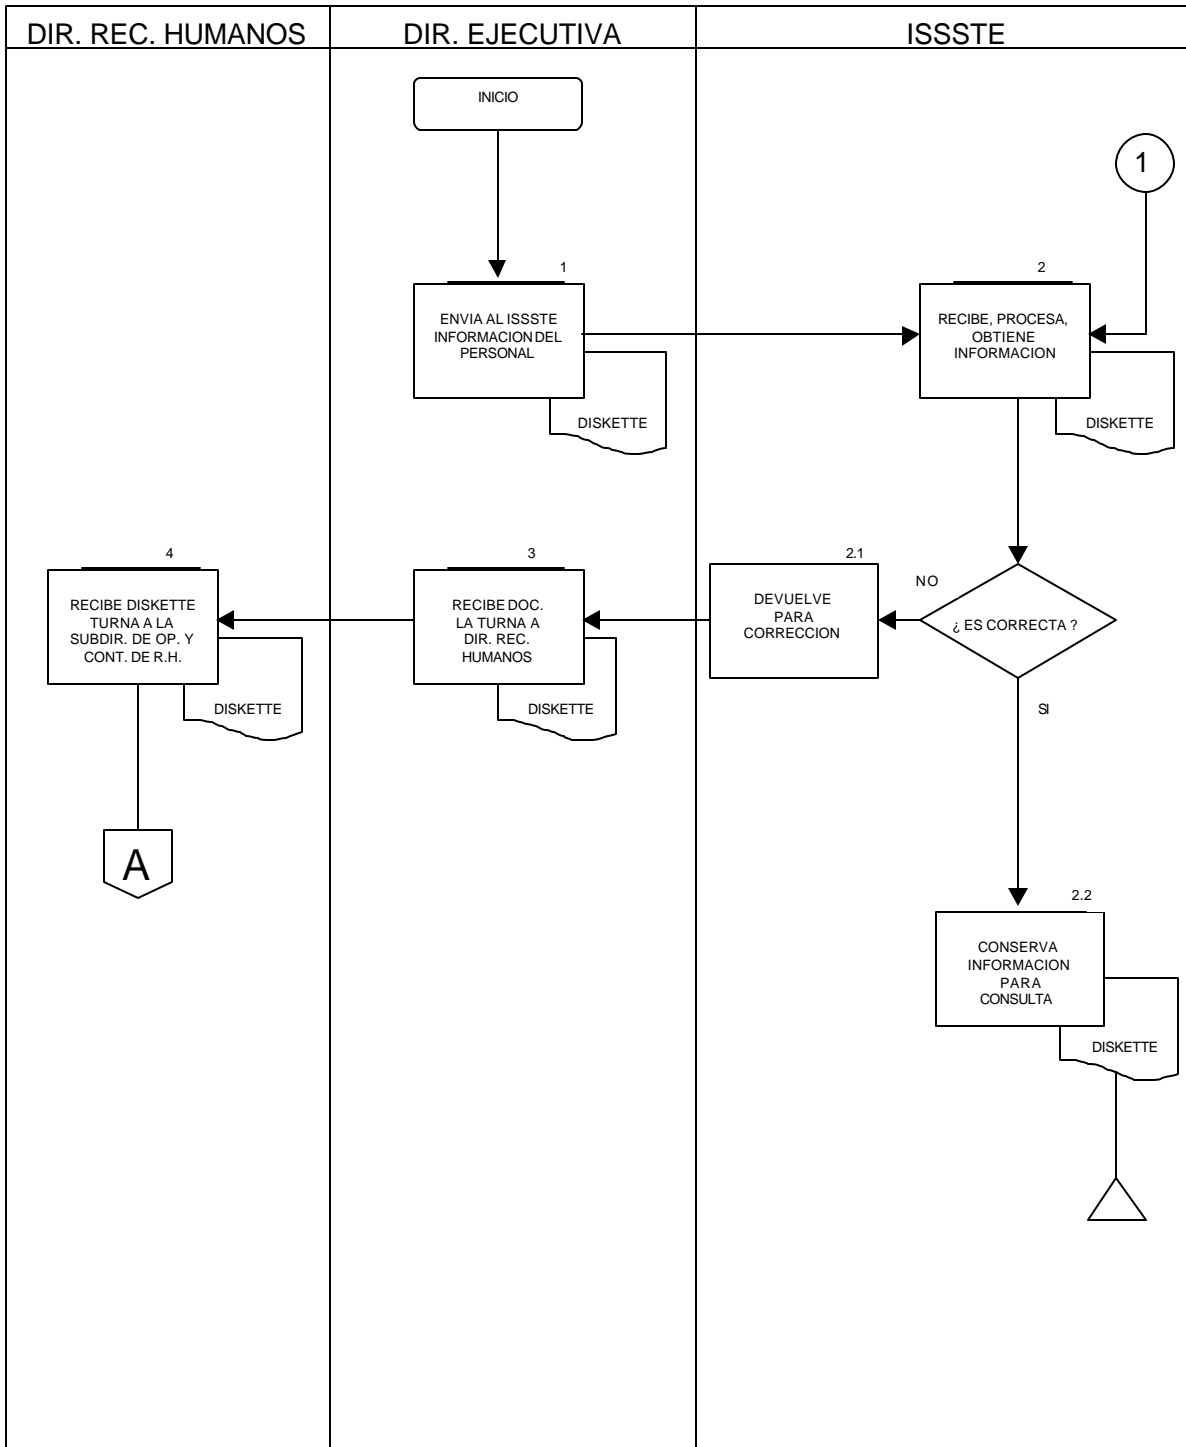 DIR. REC. HUMANOS
DIR. EJECUTIVA
ISSSTE
INICIO
1
1
ENVIA AL ISSSTE
INFORMACION DEL
PERSONAL
DISKETTE
2
RECIBE, PROCESA,
OBTIENE
INFORMACION
DISKETTE
4
RECIBE DISKETTE
TURNA A LA
SUBDIR. DE OP. Y
CONT. DE R.H.
DISKETTE
3
RECIBE DOC.
LA TURNA A
DIR. REC.
HUMANOS
DISKETTE
2.1
DEVUELVE
PARA
CORRECCION
NO
¿ ES CORRECTA ?
SI
A
2.2
CONSERVA
INFORMACION
PARA
CONSULTA
DISKETTE